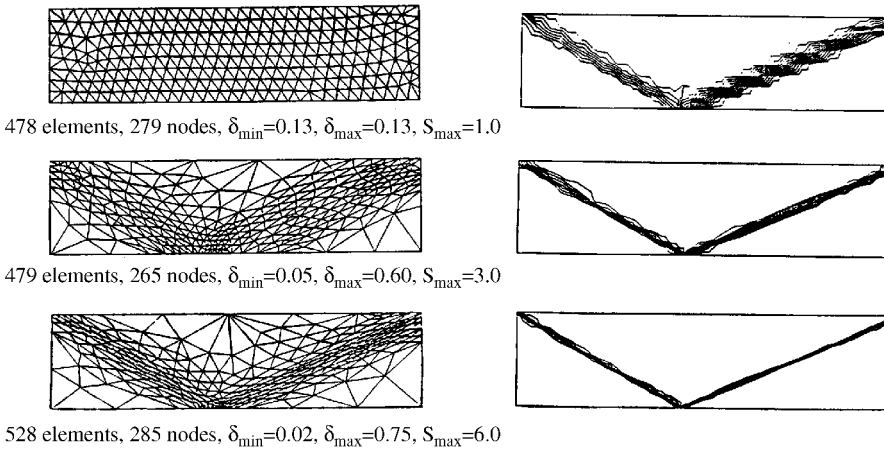 478 elements, 279 nodes, δmin=0.13, δmax=0.13, Smax=1.0
479 elements, 265 nodes, δmin=0.05, δmax=0.60, Smax=3.0
528 elements, 285 nodes, δmin=0.02, δmax=0.75, Smax=6.0